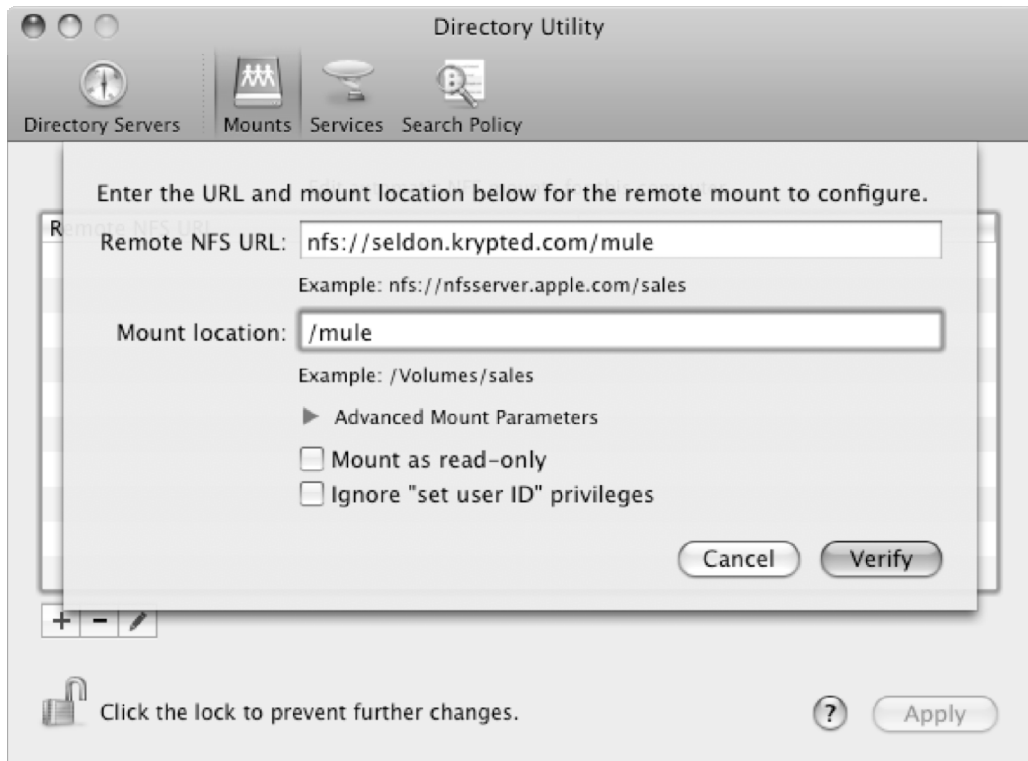 Directory Utility
Directory Servers Mounts Services Search Policy
Enter the URL and mount location below for the remote mount to configure.
Remote NFS URL
Remote NFS URL: nfs://seldon.krypted.com/mule
Example: nfs://nfsserver.apple.com/sales
Mount location: /mule
Example: /Volumes/sales
Advanced Mount Parameters
Mount as read-only
Ignore "set user ID" privileges
Cancel Verify
Click the lock to prevent further changes. ? Apply